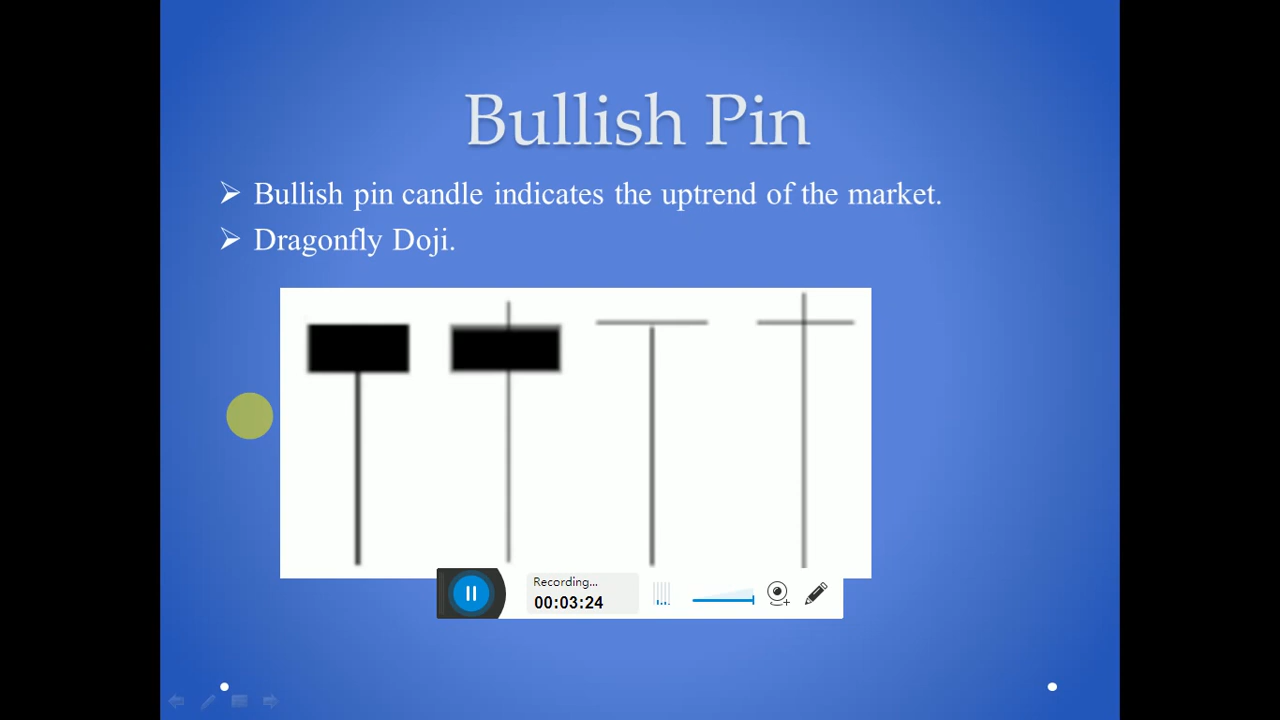 Bullish Pin
Bullish pin candle indicates the uptrend of the market.
Dragonfly Doji.
Recording...
00:03:24